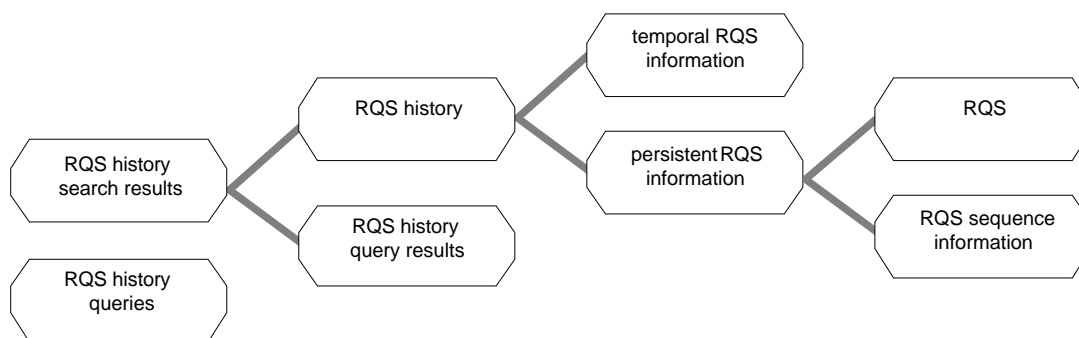 temporal RQS
information
RQS history
RQS
RQS history
search results
persistent RQS
information
RQS history
query results
RQS sequence
information
RQS history
queries